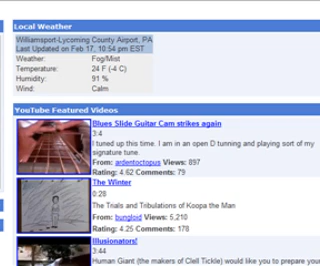 Local Weather
Williamsport-Lycoming County Airport, PA
Last Updated on Feb 17, 10:54 pm EST
Weather: Fog/Mist
Temperature: 24 F (-4 C)
Humidity: 91 %
Wind: Calm
YouTube Featured Videos
Blues Slide Guitar Cam strikes again
3:4
I tuned up this time. I am in an open D tunning and playing sort of my
signature tune.
From: ardentoctopus Views: 897
Rating: 4.62 Comments: 79
The Winter
0:28
The Trials and Tribulations of Koopa the Man
From: bungloid Views: 5,210
Rating: 4.25 Comments: 178
Illusionators!
3:44
Human Giant (the makers of Clell Tickle) would like you to prepare your